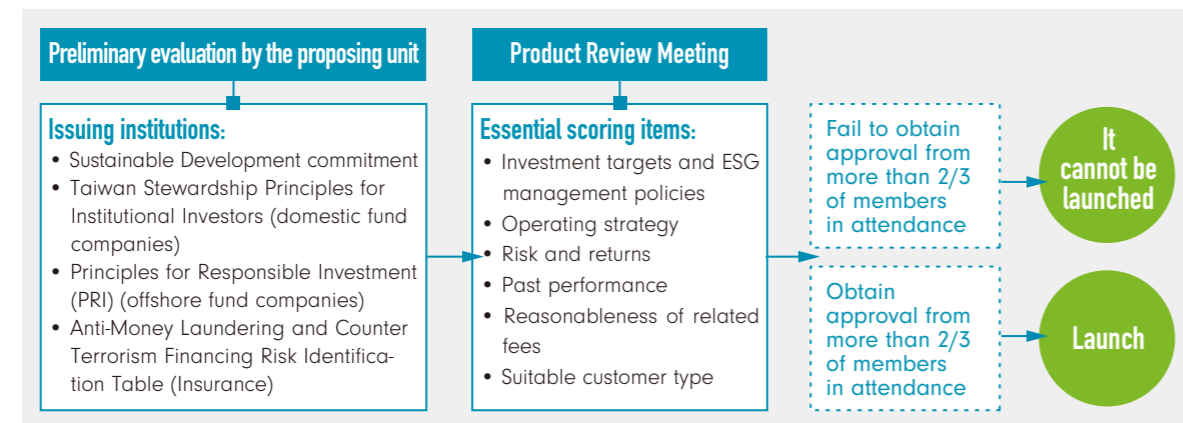 Preliminary evaluation by the proposing unit
Issuing institutions:
• Sustainable Development commitment
• Taiwan Stewardship Principles for
Institutional Investors (domestic fund
companies)
• Principles for Responsible Investment
(PRI) (offshore fund companies)
• Anti-Money Laundering and Counter
Terrorism Financing Risk Identifica-
tion Table (Insurance)
Product Review Meeting
Essential scoring items:
• Investment targets and ESG
management policies
• Operating strategy
• Risk and returns
• Past performance
• Reasonableness of related
fees
• Suitable customer type
Fail to obtain
approval from
more than 2/3
of members
in attendance
It
cannot be
launched
Obtain
approval from
more than 2/3
of members
in attendance
Launch